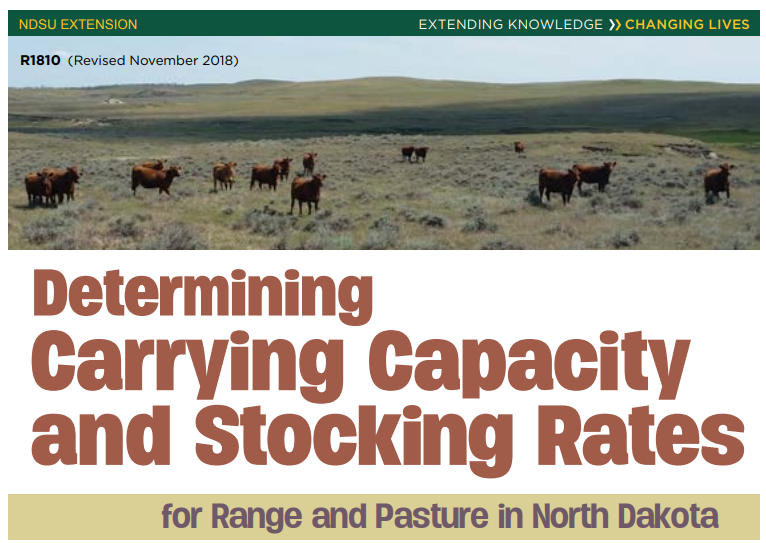 NDSU EXTENSION
EXTENDING KNOWLEDGE » CHANGING LIVES
R1810 (Revised November 2018)
Determining
Carrying Capacity
and Stocking Rates
for Range and Pasture in North Dakota